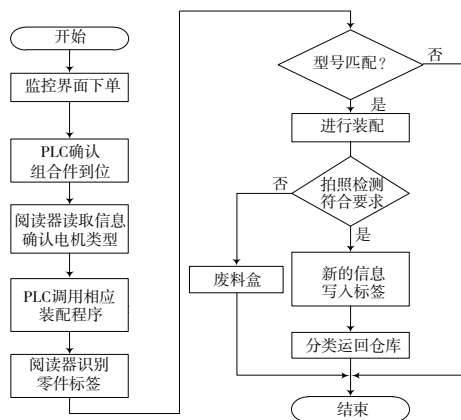 开始
监控界面下单
PLC确认
组合件到位
阅读器读取信息
确认电机类型
PLC调用相应
装配程序
阅读器识别
零件标签
型号匹配？
否
是
进行装配
否
拍照检测
符合要求
是
废料盒
新的信息
写入标签
分类运回仓库
结束